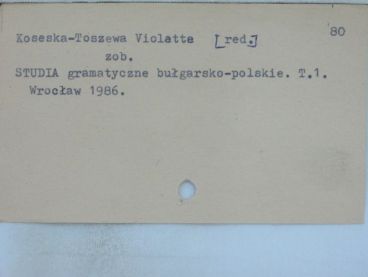 80
Koseska-Toszewa Violatte [red.]
zob.
STUDIA gramatyczne bułgarsko-polskie. T.1.
Wrocław 1986.